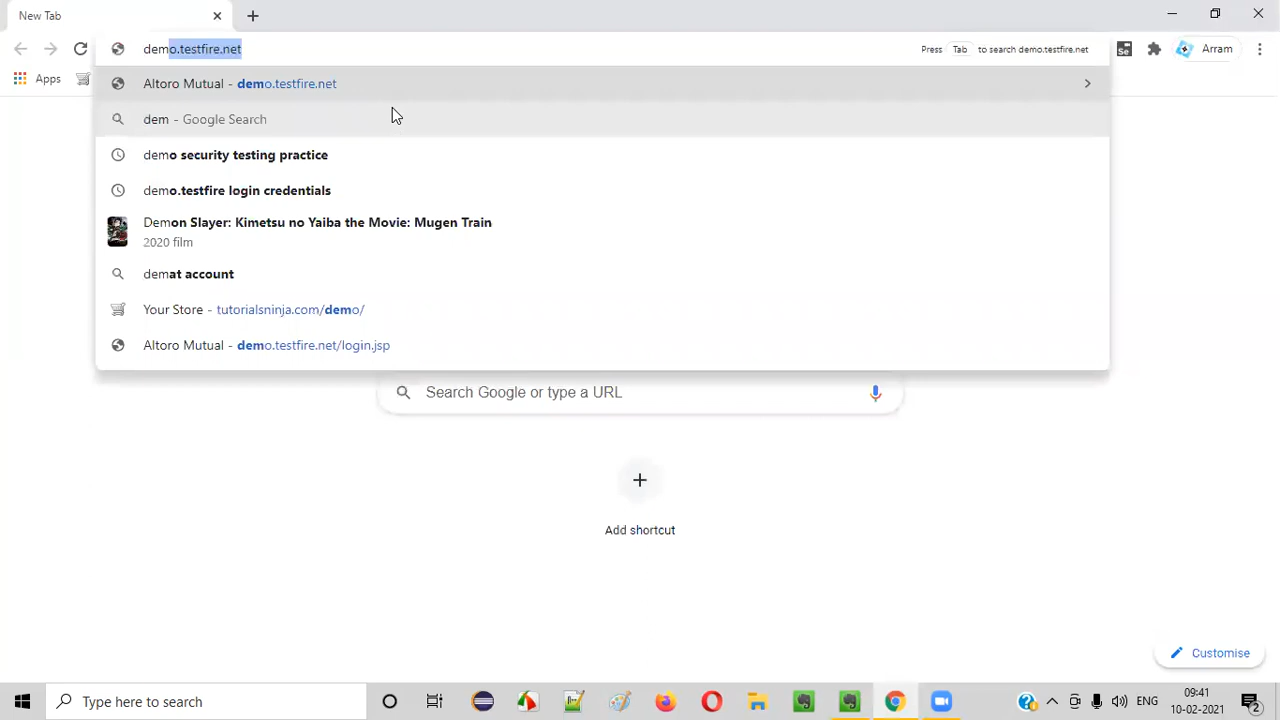 New Tab
demo.testfire.net
Press Tab to search demo.testfire.net
Arram
Apps
Altoro Mutual - demo.testfire.net
dem - Google Search
demo security testing practice
demo.testfire login credentials
Demon Slayer: Kimetsu no Yaiba the Movie: Mugen Train
2020 film
demat account
Your Store - tutorialsninja.com/demo/
Altoro Mutual - demo.testfire.net/login.jsp
Search Google or type a URL
Add shortcut
Customise
Type here to search
ENG
09:41
10-02-2021
2
Se